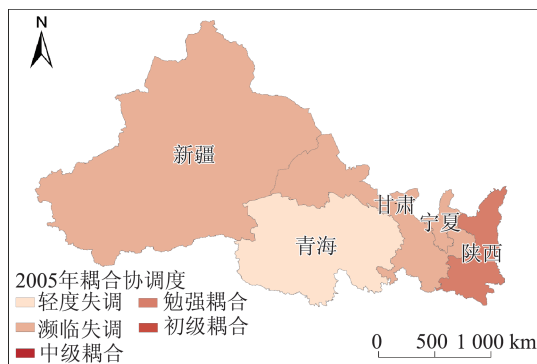 N
新疆
甘肃
宁夏
青海
陕西
2005年耦合协调度
轻度失调 勉强耦合
濒临失调 初级耦合
中级耦合
0 500 1 000 km